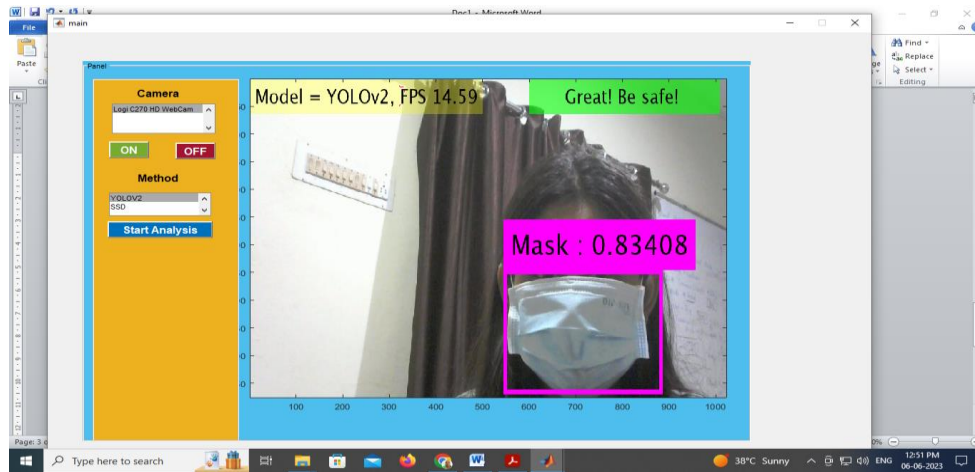 Doc1 - Microsoft Word
File
main
Paste
Find
Replace
Select
Editing
Panel
Camera
Logi C270 HD WebCam
ON
OFF
Method
YOLOV2
SSD
Start Analysis
Model = YOLOv2, FPS 14.59
Great! Be safe!
Mask : 0.83408
100 200 300 400 500 600 700 800 900 1000
Page: 3
Type here to search
38°C Sunny
ENG
12:51 PM
06-06-2023